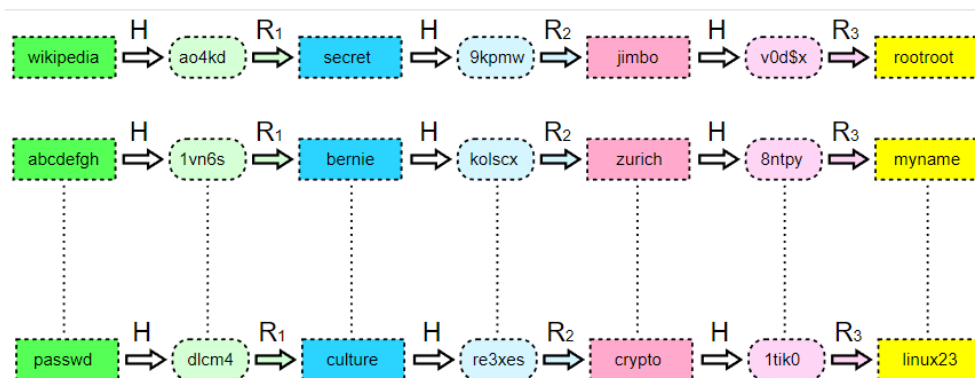 H R1 H R2 H R3
wikipedia ao4kd secret 9kpmw jimbo v0d$x rootroot
H R1 H R2 H R3
abcdefgh 1vn6s bernie kolscx zurich 8ntpy myname
H R1 H R2 H R3
passwd dlcm4 culture re3xes crypto 1tik0 linux23